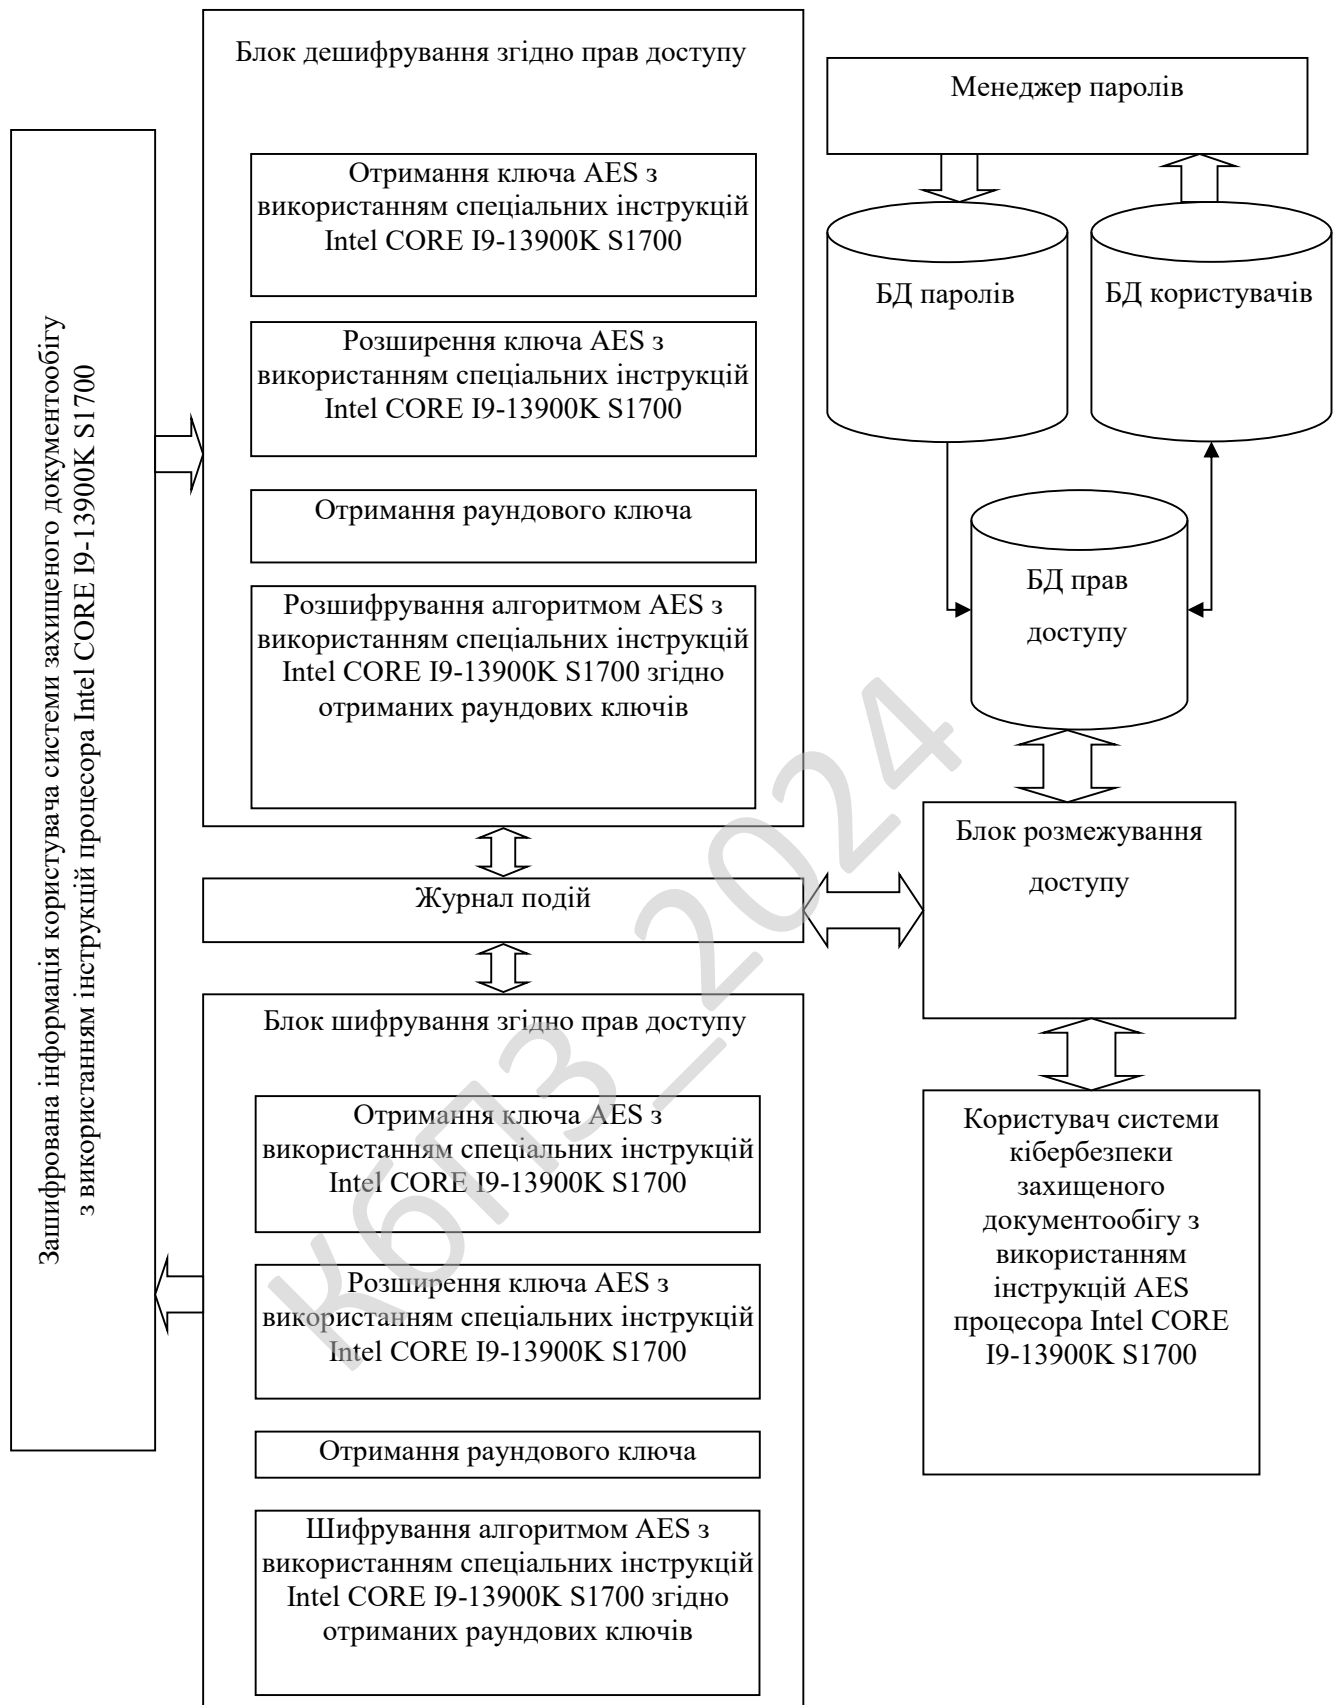 Блок дешифрування згідно прав доступу
Отримання ключа AES з
використанням спеціальних інструкцій
Intel CORE I9-13900K S1700
Розширення ключа AES з
використанням спеціальних інструкцій
Intel CORE I9-13900K S1700
Отримання раундового ключа
Розшифрування алгоритмом AES з
використанням спеціальних інструкцій
Intel CORE I9-13900K S1700 згідно
отриманих раундових ключів
Менеджер паролів
БД паролів
БД користувачів
БД прав
доступу
Зашифрована інформація користувача системи захищеного документообігу
з використанням інструкцій процесора Intel CORE I9-13900K S1700
Журнал подій
Блок розмежування
доступу
Блок шифрування згідно прав доступу
Отримання ключа AES з
використанням спеціальних інструкцій
Intel CORE I9-13900K S1700
Розширення ключа AES з
використанням спеціальних інструкцій
Intel CORE I9-13900K S1700
Отримання раундового ключа
Шифрування алгоритмом AES з
використанням спеціальних інструкцій
Intel CORE I9-13900K S1700 згідно
отриманих раундових ключів
Користувач системи
кібербезпеки
захищеного
документообігу з
використанням
інструкцій AES
процесора Intel CORE
I9-13900K S1700
КбПЗ_2024